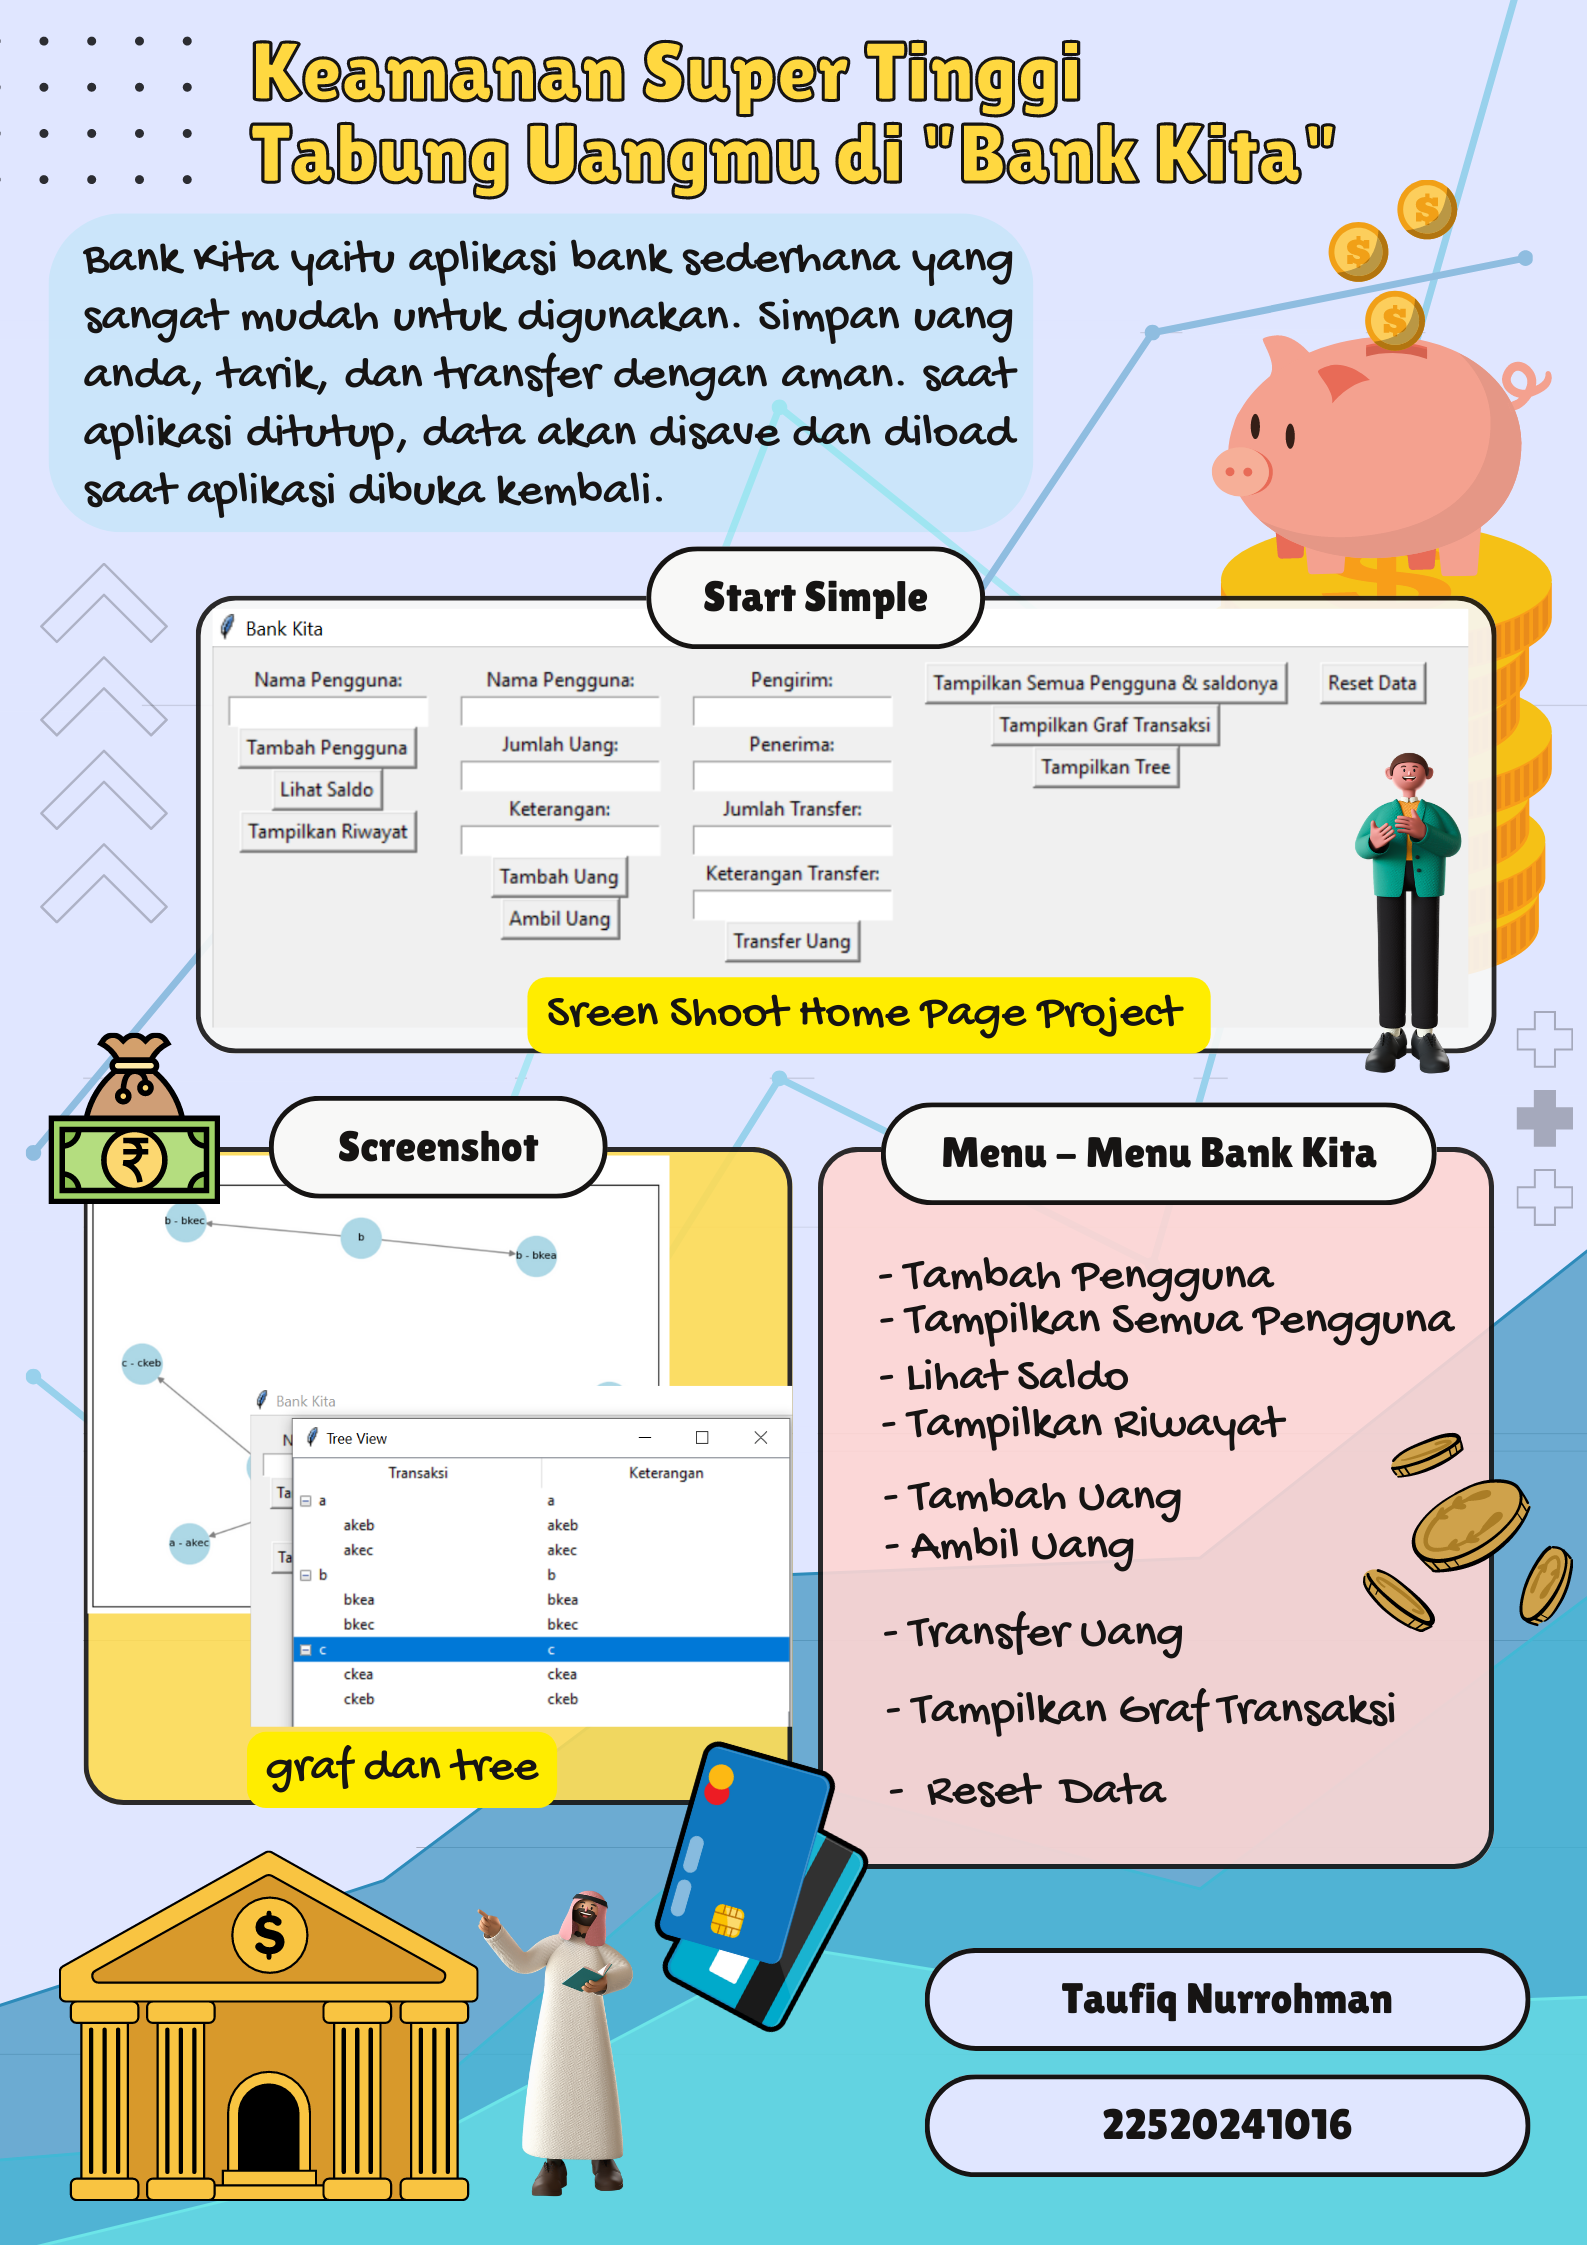 Keamanan Super Tinggi
Tabung Uangmu di "Bank Kita"
Bank Kita yaitu aplikasi bank sederhana yang
sangat mudah untuk digunakan. Simpan uang
anda, tarik, dan transfer dengan aman. saat
aplikasi ditutup, data akan disave dan diload
saat aplikasi dibuka kembali.
Start Simple
Bank Kita
Nama Pengguna:
Tambah Pengguna
Lihat Saldo
Tampilkan Riwayat
Nama Pengguna:
Jumlah Uang:
Keterangan:
Tambah Uang
Ambil Uang
Pengirim:
Penerima:
Jumlah Transfer:
Keterangan Transfer:
Transfer Uang
Tampilkan Semua Pengguna & saldonya
Tampilkan Graf Transaksi
Tampilkan Tree
Reset Data
Sreen Shoot Home Page Project
Screenshot
b - bkec
b
b - bkea
c - ckeb
a - akec
Bank Kita
N
Ta
Ta
Tree View
Transaksi Keterangan
a a
akeb akeb
akec akec
b b
bkea bkea
bkec bkec
c c
ckea ckea
ckeb ckeb
graf dan tree
Menu - Menu Bank Kita
- Tambah Pengguna
- Tampilkan Semua Pengguna
- Lihat Saldo
- Tampilkan Riwayat
- Tambah Uang
- Ambil Uang
- Transfer Uang
- Tampilkan Graf Transaksi
- Reset Data
Taufiq Nurrohman
22520241016